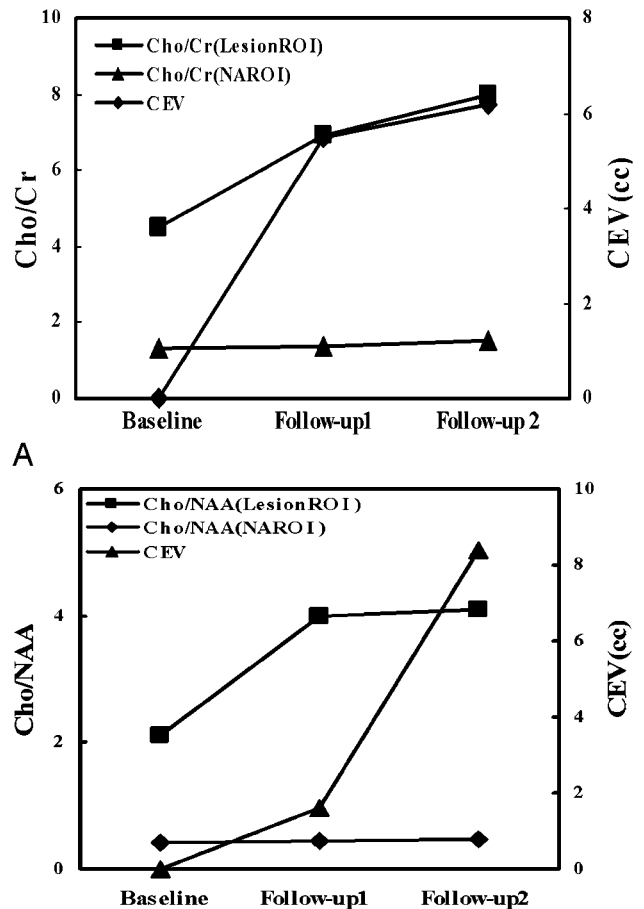 10
8
6
4
2
0
Cho/Cr
Cho/Cr(LesionROI)
Cho/Cr(NAROI)
CEV
8
6
4
2
0
CEV(cc)
Baseline Follow-up1 Follow-up2
A
6
4
2
0
Cho/NAA
Cho/NAA(LesionROI)
Cho/NAA(NAROI)
CEV
10
8
6
4
2
0
CEV(cc)
Baseline Follow-up1 Follow-up2